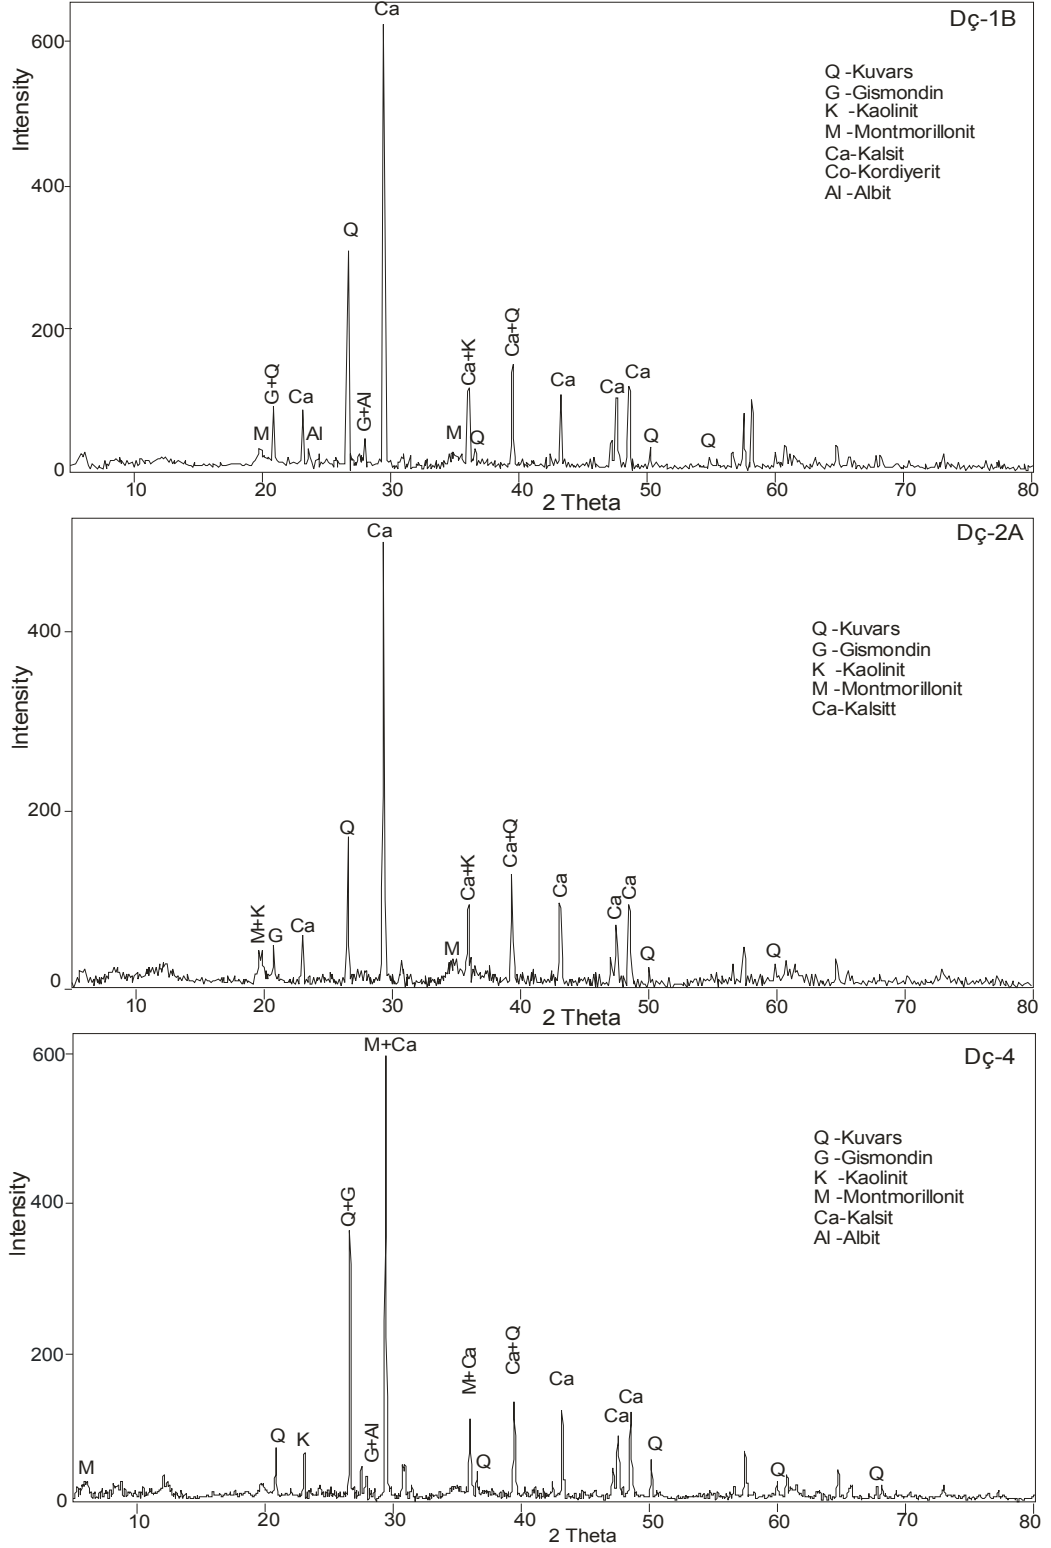 Ca
Dç-1B
600
Intensity
Q -Kuvars
G -Gismondin
K -Kaolinit
M -Montmorillonit
Ca-Kalsit
Co-Kordiyerit
Al -Albit
400
Q
200
Ca+Q
Ca+K
G+Q
Ca
G+Al
Ca
Ca
Ca
M
Al
M
Q
Q
Q
0
10 20 30 40 50 60 70 80
2 Theta
Ca
Dç-2A
400
Intensity
Q -Kuvars
G -Gismondin
K -Kaolinit
M -Montmorillonit
Ca-Kalsitt
200
Q
Ca+Q
Ca+K
Ca
Ca
Ca
M+K
G
Ca
M
Q
Q
0
10 20 30 40 50 60 70 80
2 Theta
M+Ca
Dç-4
600
Intensity
Q -Kuvars
G -Gismondin
K -Kaolinit
M -Montmorillonit
Ca-Kalsit
Al -Albit
400
Q+G
200
Ca+Q
M+Ca
Ca
Ca
Ca
Q
K
G+Al
Q
Q
M
Q
Q
0
10 20 30 40 50 60 70 80
2 Theta